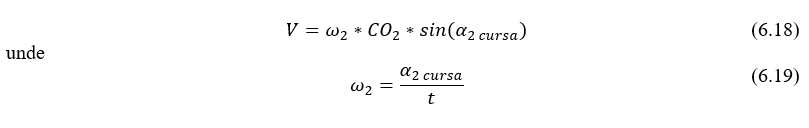 V = ω₂ * CO₂ * sin(α₂ cursa) (6.18)
unde
ω₂ = α₂ cursa / t (6.19)